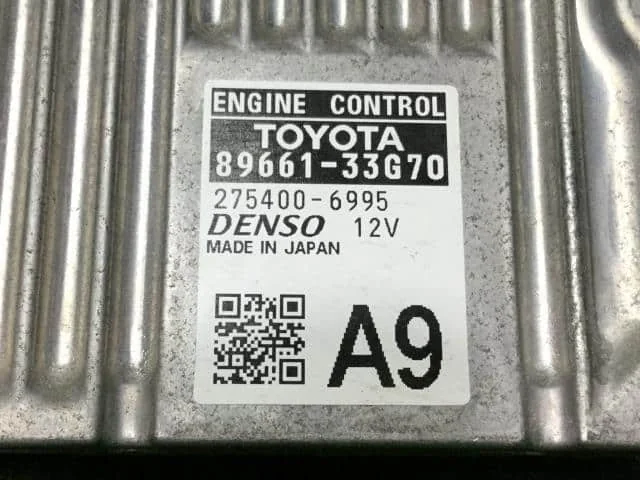 ENGINE CONTROL
TOYOTA
89661-33G70
275400-6995
DENSO 12V
MADE IN JAPAN
A9